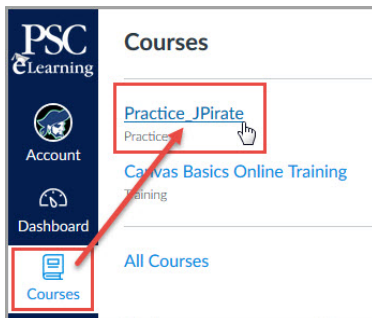 PSC
eLearning
Account
Dashboard
Courses
Courses
Practice_JPirate
Practice
Canvas Basics Online Training
Training
All Courses